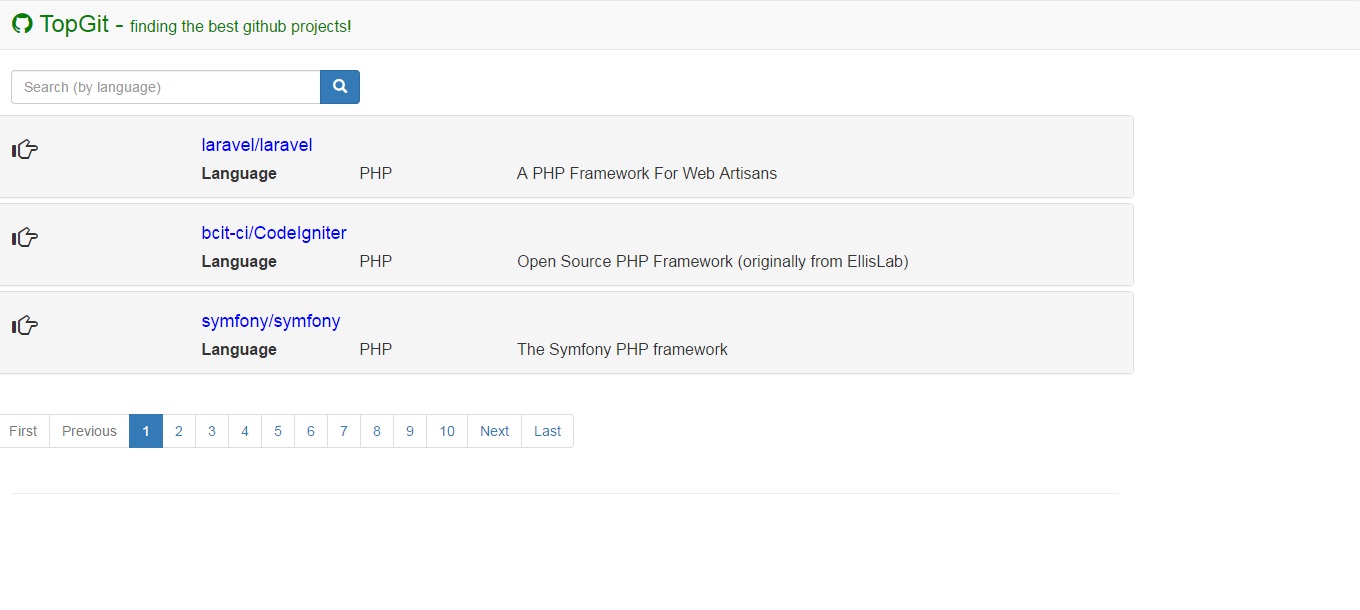 TopGit - finding the best github projects!
Search (by language)
laravel/laravel
Language PHP A PHP Framework For Web Artisans
bcit-ci/CodeIgniter
Language PHP Open Source PHP Framework (originally from EllisLab)
symfony/symfony
Language PHP The Symfony PHP framework
First Previous 1 2 3 4 5 6 7 8 9 10 Next Last